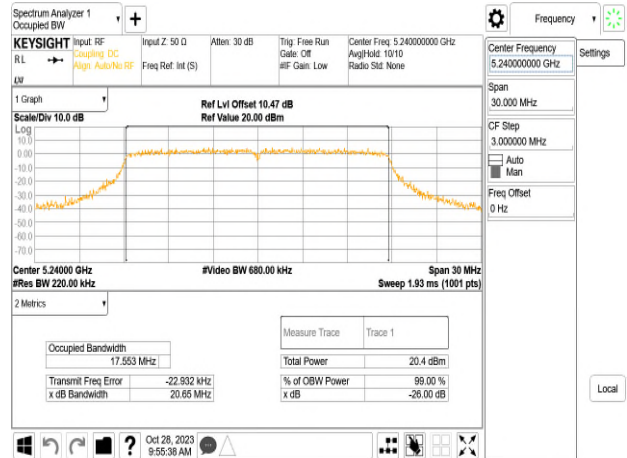 Spectrum Analyzer 1
Occupied BW
+
Frequency
KEYSIGHT
RL
LXI
Input: RF
Coupling: DC
Align: Auto/No RF
Input Z: 50 Ω
Freq Ref: Int (S)
Atten: 30 dB
Trig: Free Run
Gate: Off
#IF Gain: Low
Center Freq: 5.240000000 GHz
Avg|Hold: 10/10
Radio Std: None
Center Frequency
5.240000000 GHz
Settings
Span
30.000 MHz
CF Step
3.000000 MHz
Auto
Man
Freq Offset
0 Hz
Local
1 Graph
Scale/Div 10.0 dB
Ref Lvl Offset 10.47 dB
Ref Value 20.00 dBm
Log
10.0
0.00
-10.0
-20.0
-30.0
-40.0
-50.0
-60.0
-70.0
Center 5.24000 GHz
#Video BW 680.00 kHz
Span 30 MHz
#Res BW 220.00 kHz
Sweep 1.93 ms (1001 pts)
2 Metrics
Measure Trace Trace 1
Occupied Bandwidth
17.553 MHz
Total Power 20.4 dBm
Transmit Freq Error -22.932 kHz
% of OBW Power 99.00 %
x dB Bandwidth 20.65 MHz
x dB -26.00 dB
?
Oct 28, 2023
9:55:38 AM